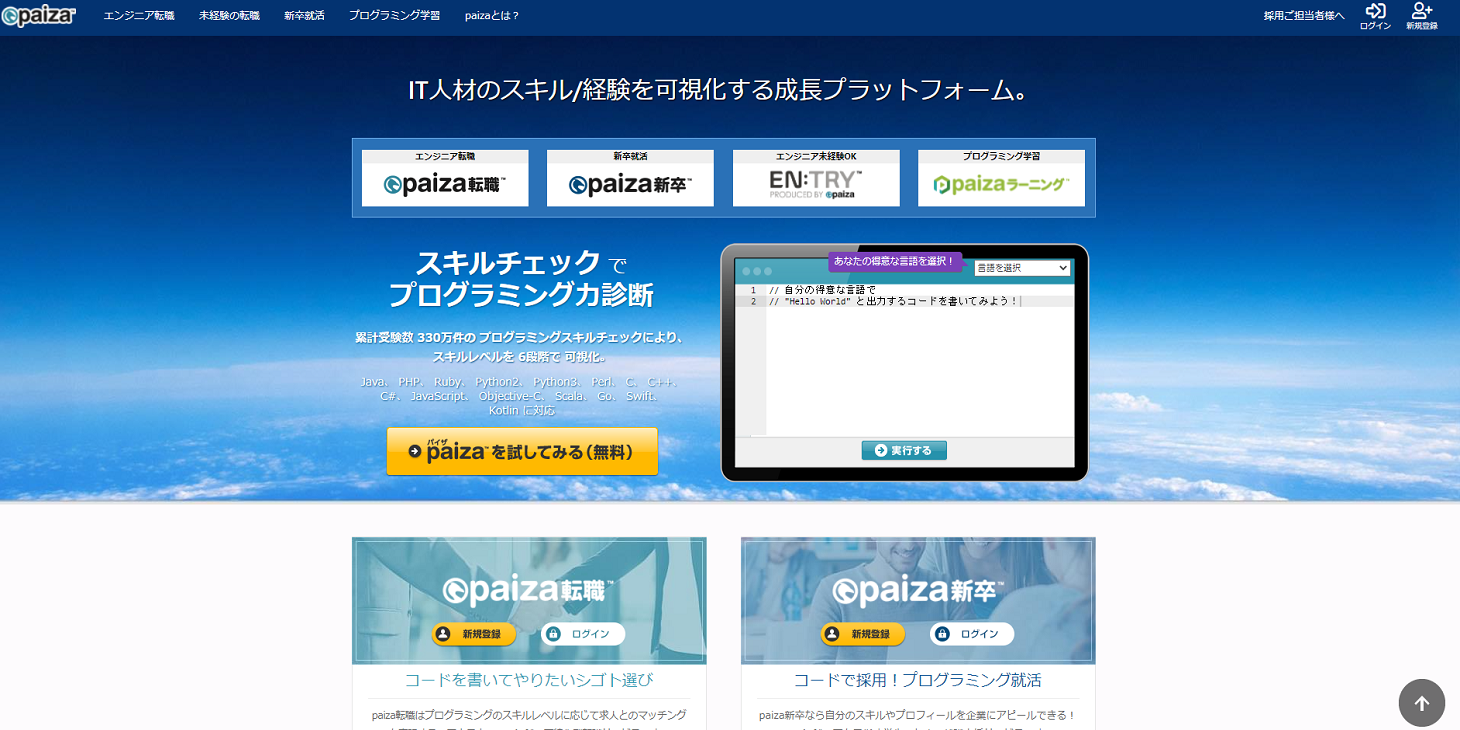 paiza
エンジニア転職 未経験の転職 新卒就活 プログラミング学習 paizaとは？
採用ご担当者様へ ログイン 新規登録
IT人材のスキル/経験を可視化する成長プラットフォーム。
エンジニア転職
paiza転職™
新卒就活
paiza新卒™
エンジニア未経験OK
EN:TRY™
PRODUCED BY paiza
プログラミング学習
paizaラーニング™
スキルチェック で
プログラミング力診断
累計受験数 330万件の プログラミングスキルチェックにより、
スキルレベルを 6段階で 可視化。
Java、 PHP、 Ruby、 Python2、 Python3、 Perl、 C、 C++、
C#、 JavaScript、 Objective-C、 Scala、 Go、 Swift、
Kotlin に対応
パイザ
paiza™を試してみる(無料)
あなたの得意な言語を選択！ 言語を選択
1 // 自分の得意な言語で
2 // "Hello World" と出力するコードを書いてみよう！
実行する
paiza転職™
新規登録 ログイン
コードを書いてやりたいシゴト選び
paiza転職はプログラミングのスキルレベルに応じて求人とのマッチング
paiza新卒™
新規登録 ログイン
コードで採用！プログラミング就活
paiza新卒なら自分のスキルやプロフィールを企業にアピールできる！